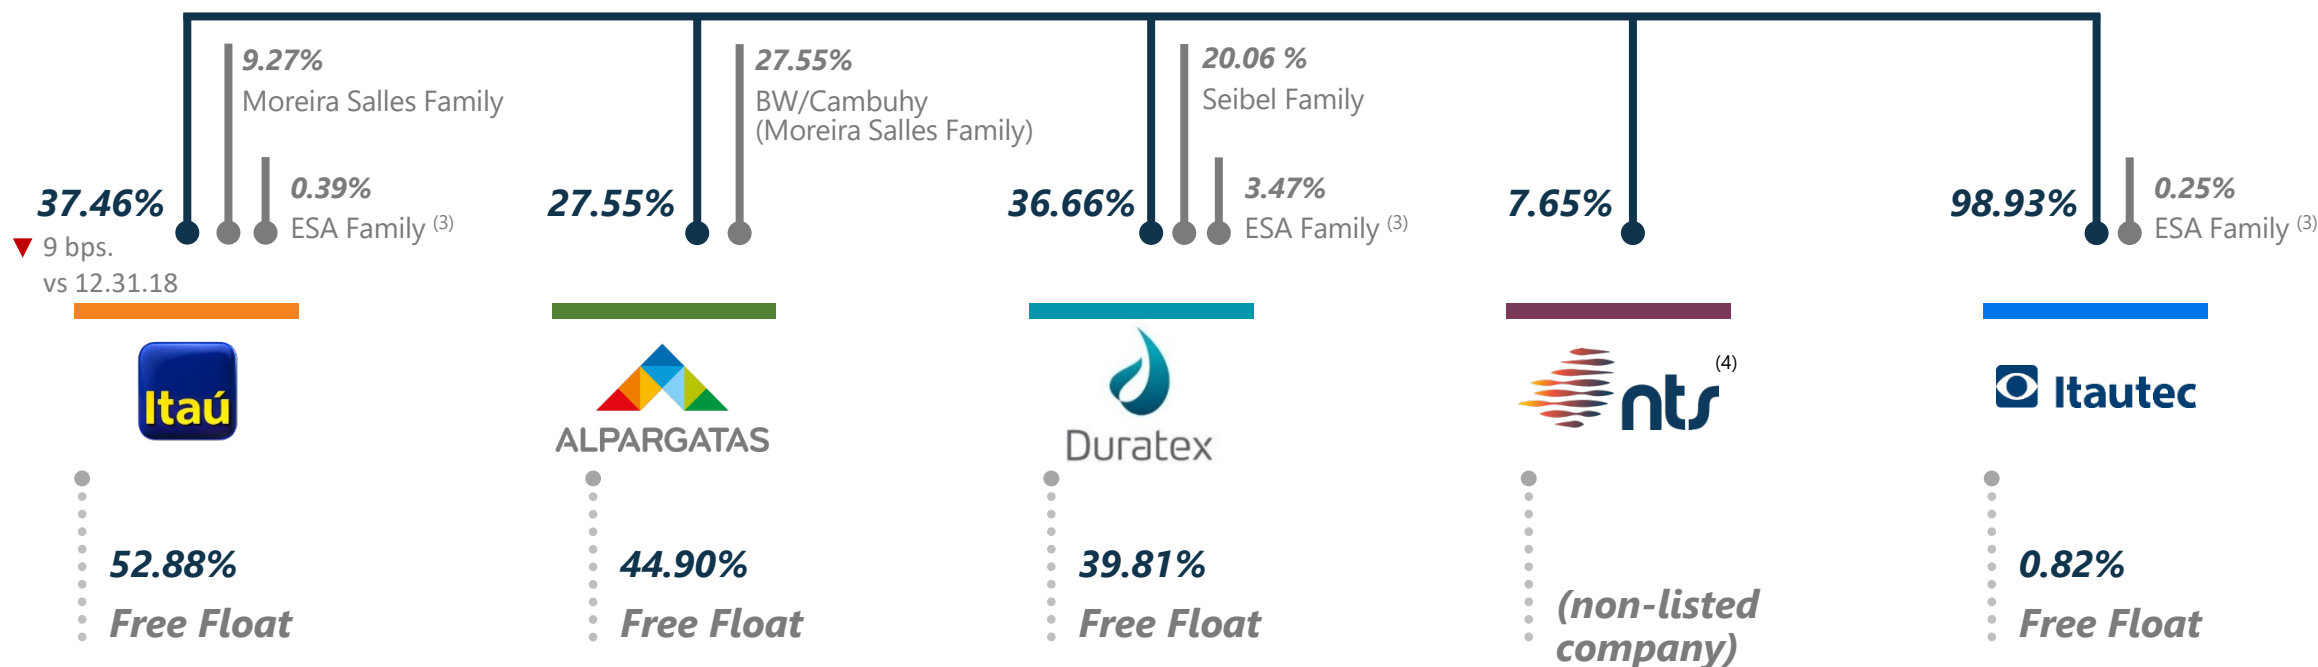 9.27%
Moreira Salles Family
0.39%
ESA Family (3)
37.46%
▼ 9 bps.
vs 12.31.18
Itaú
52.88%
Free Float
27.55%
BW/Cambuhy
(Moreira Salles Family)
27.55%
ALPARGATAS
44.90%
Free Float
20.06 %
Seibel Family
3.47%
ESA Family (3)
36.66%
Duratex
39.81%
Free Float
7.65%
nts (4)
(non-listed
company)
98.93%
0.25%
ESA Family (3)
Itautec
0.82%
Free Float